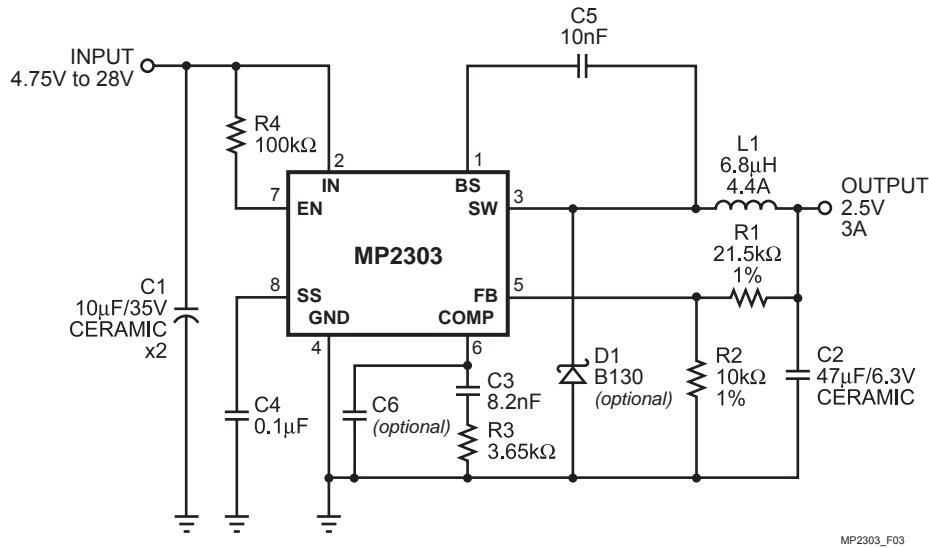 C5
10nF
INPUT
4.75V to 28V
R4
100kΩ
2
IN
1
BS
L1
6.8µH
4.4A
7
EN
3
SW
OUTPUT
2.5V
3A
MP2303
R1
21.5kΩ
1%
C1
10µF/35V
CERAMIC
x2
8
SS
5
FB
GND
COMP
4
6
D1
B130
(optional)
R2
10kΩ
1%
C2
47µF/6.3V
CERAMIC
C4
0.1µF
C6
(optional)
C3
8.2nF
R3
3.65kΩ
MP2303_F03